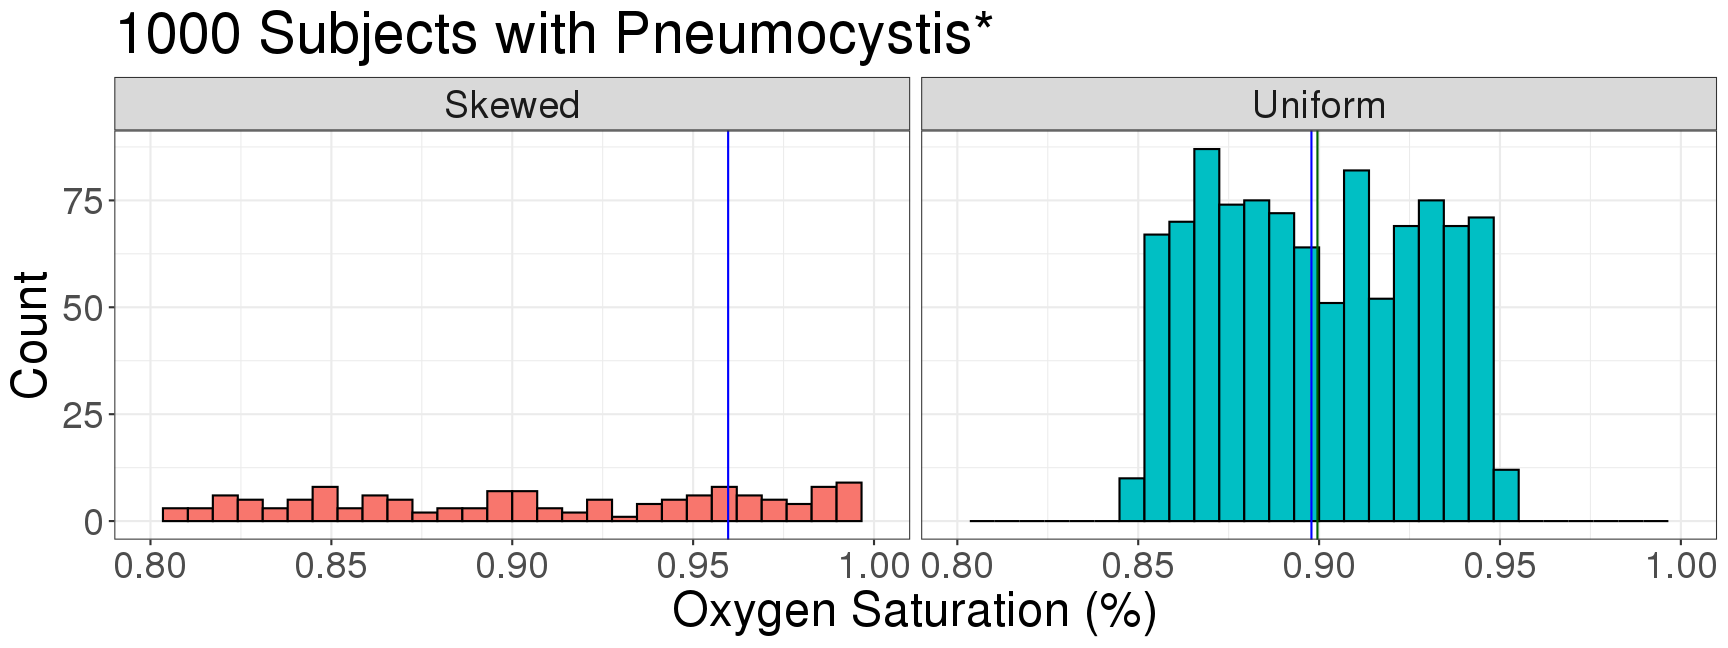 1000 Subjects with Pneumocystis*
Skewed Uniform
75
50
25
0
Count
0.80 0.85 0.90 0.95 1.00 0.80 0.85 0.90 0.95 1.00
Oxygen Saturation (%)